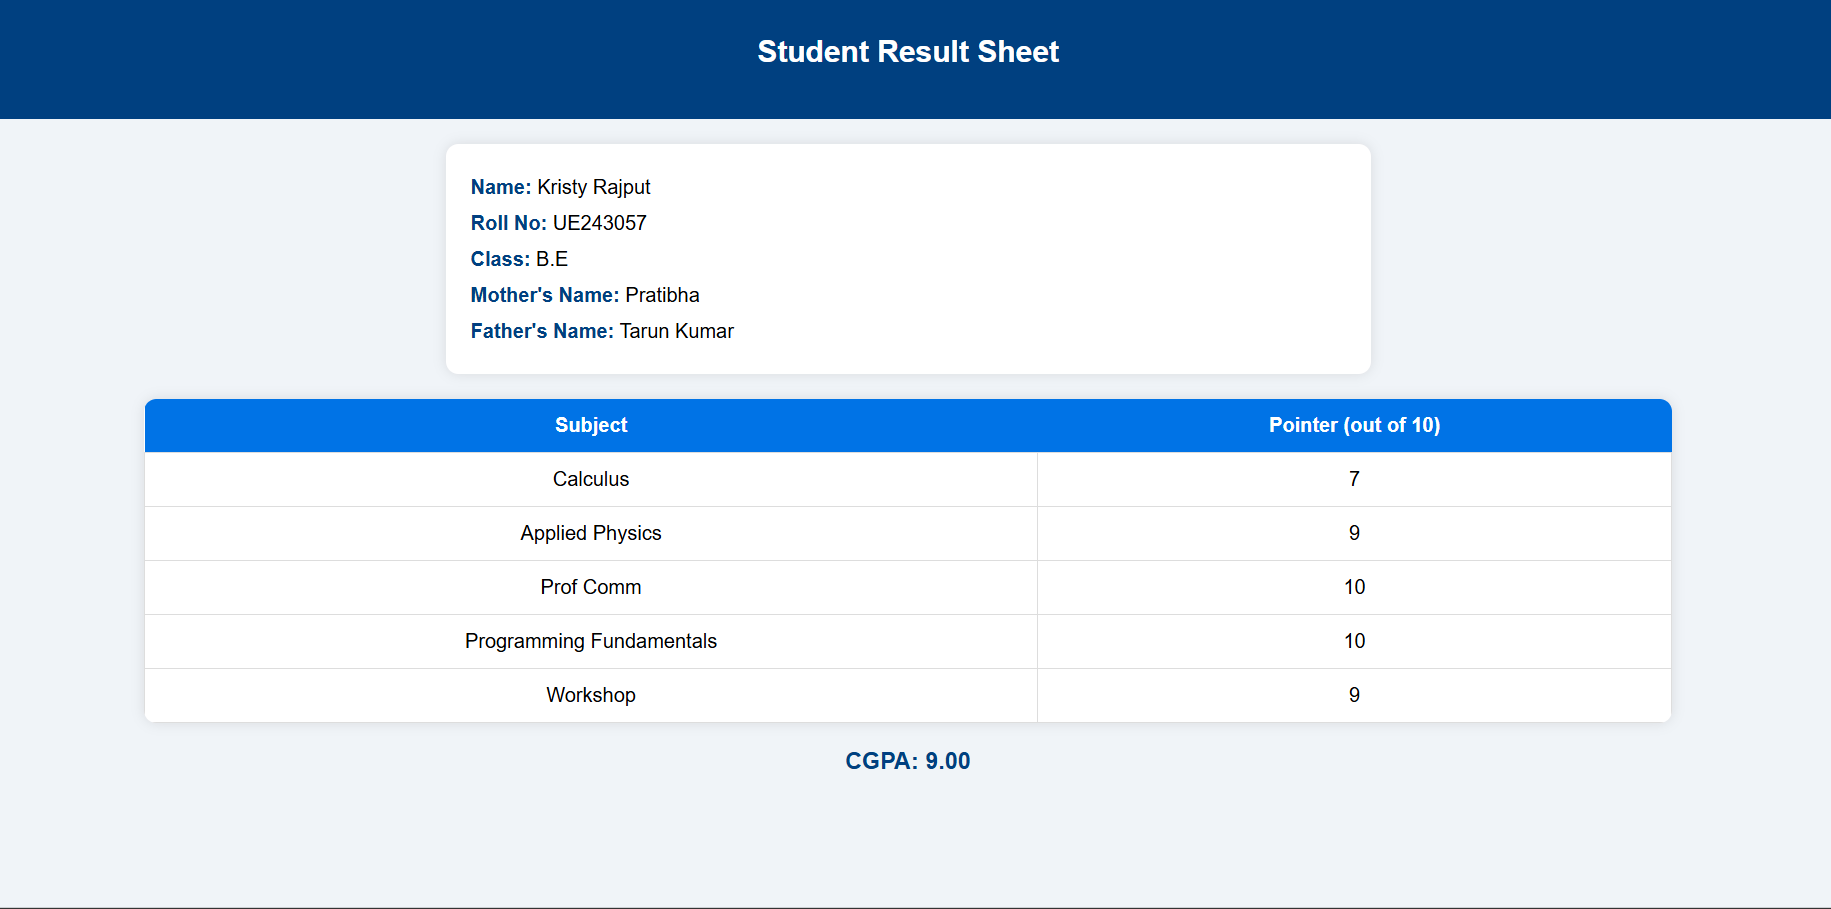 Student Result Sheet
Name: Kristy Rajput
Roll No: UE243057
Class: B.E
Mother's Name: Pratibha
Father's Name: Tarun Kumar
Subject Pointer (out of 10)
Calculus 7
Applied Physics 9
Prof Comm 10
Programming Fundamentals 10
Workshop 9
CGPA: 9.00